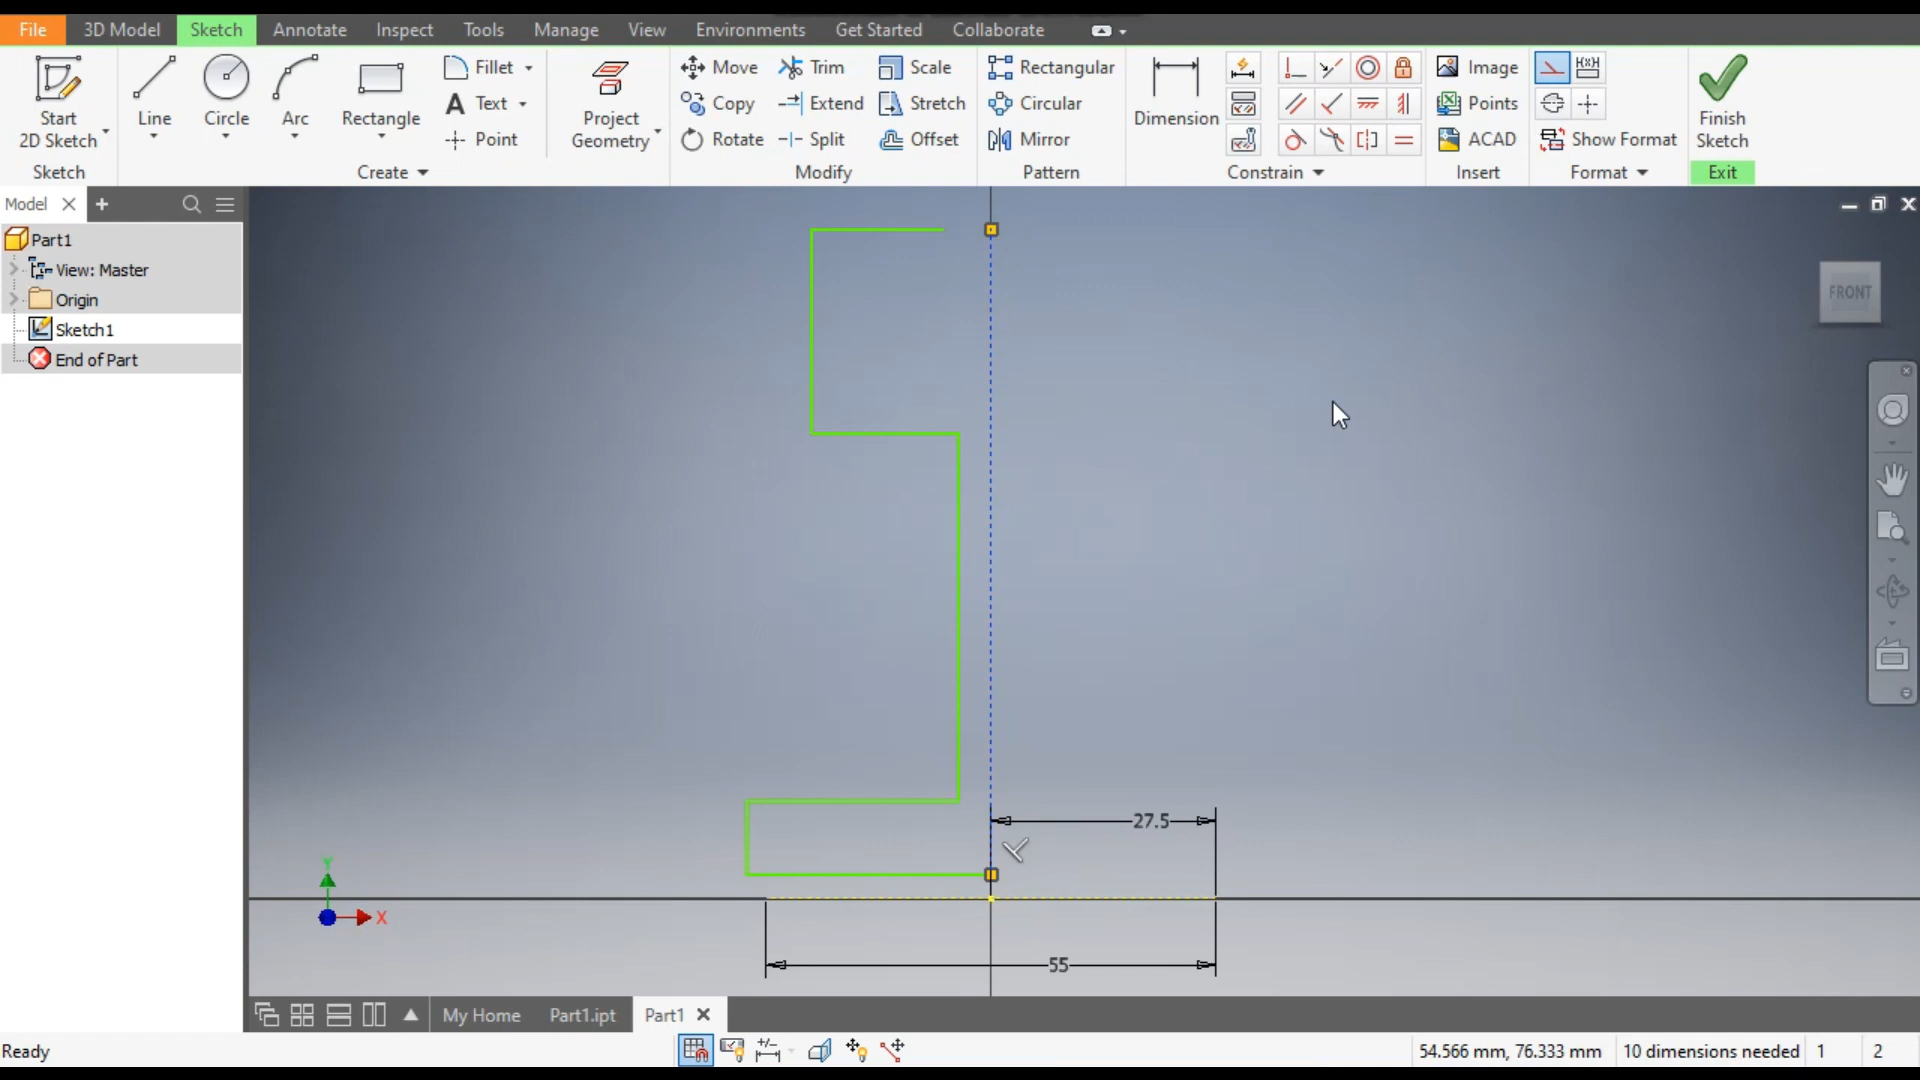 File 3D Model Sketch Annotate Inspect Tools Manage View Environments Get Started Collaborate
Start 2D Sketch
Line
Circle
Arc
Rectangle
Fillet
Text
Point
Project Geometry
Move Trim Scale
Copy Extend Stretch
Rotate Split Offset
Rectangular
Circular
Mirror
Dimension
Image
Points
ACAD
Show Format
Finish Sketch
Sketch Create Modify Pattern Constrain Insert Format Exit
Model
Part1
View: Master
Origin
Sketch1
End of Part
FRONT
27.5
55
Y
X
My Home Part1.ipt Part1
Ready 54.566 mm, 76.333 mm 10 dimensions needed 1 2